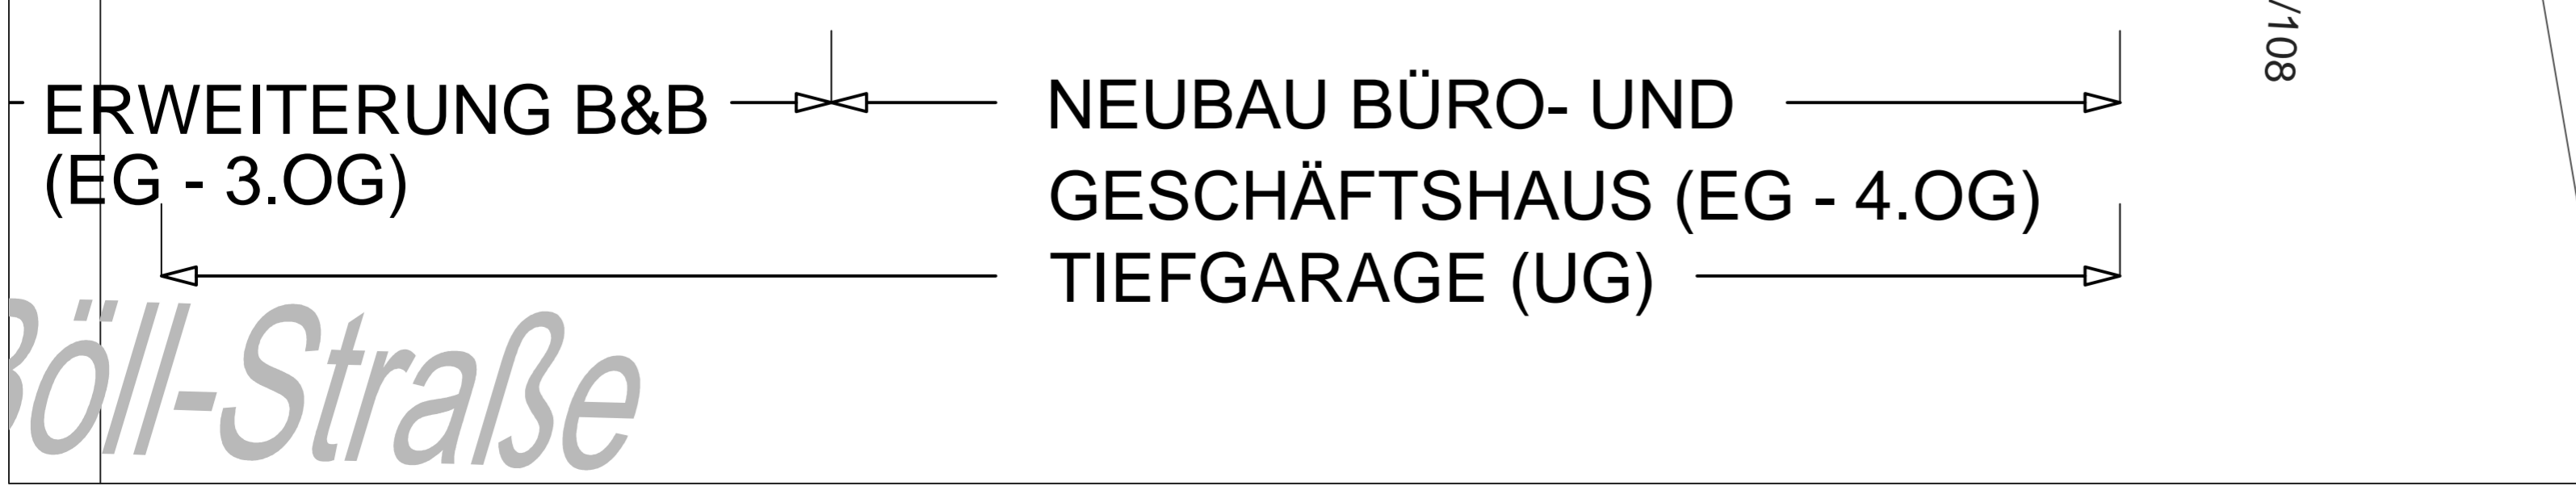 /108
ERWEITERUNG B&B
(EG - 3.OG)
NEUBAU BÜRO- UND
GESCHÄFTSHAUS (EG - 4.OG)
TIEFGARAGE (UG)
Böll-Straße